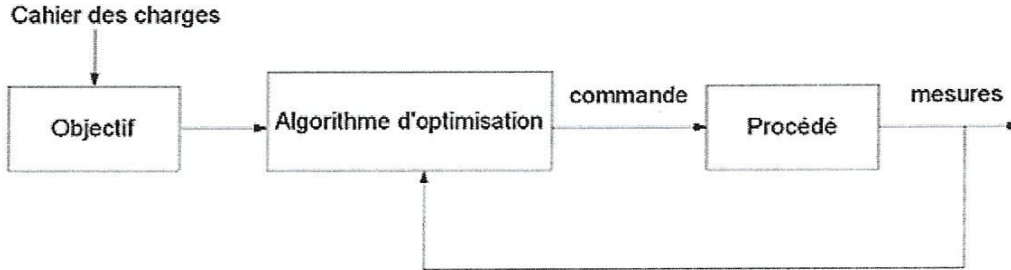 Cahier des charges
Objectif
Algorithme d'optimisation
commande
Procédé
mesures